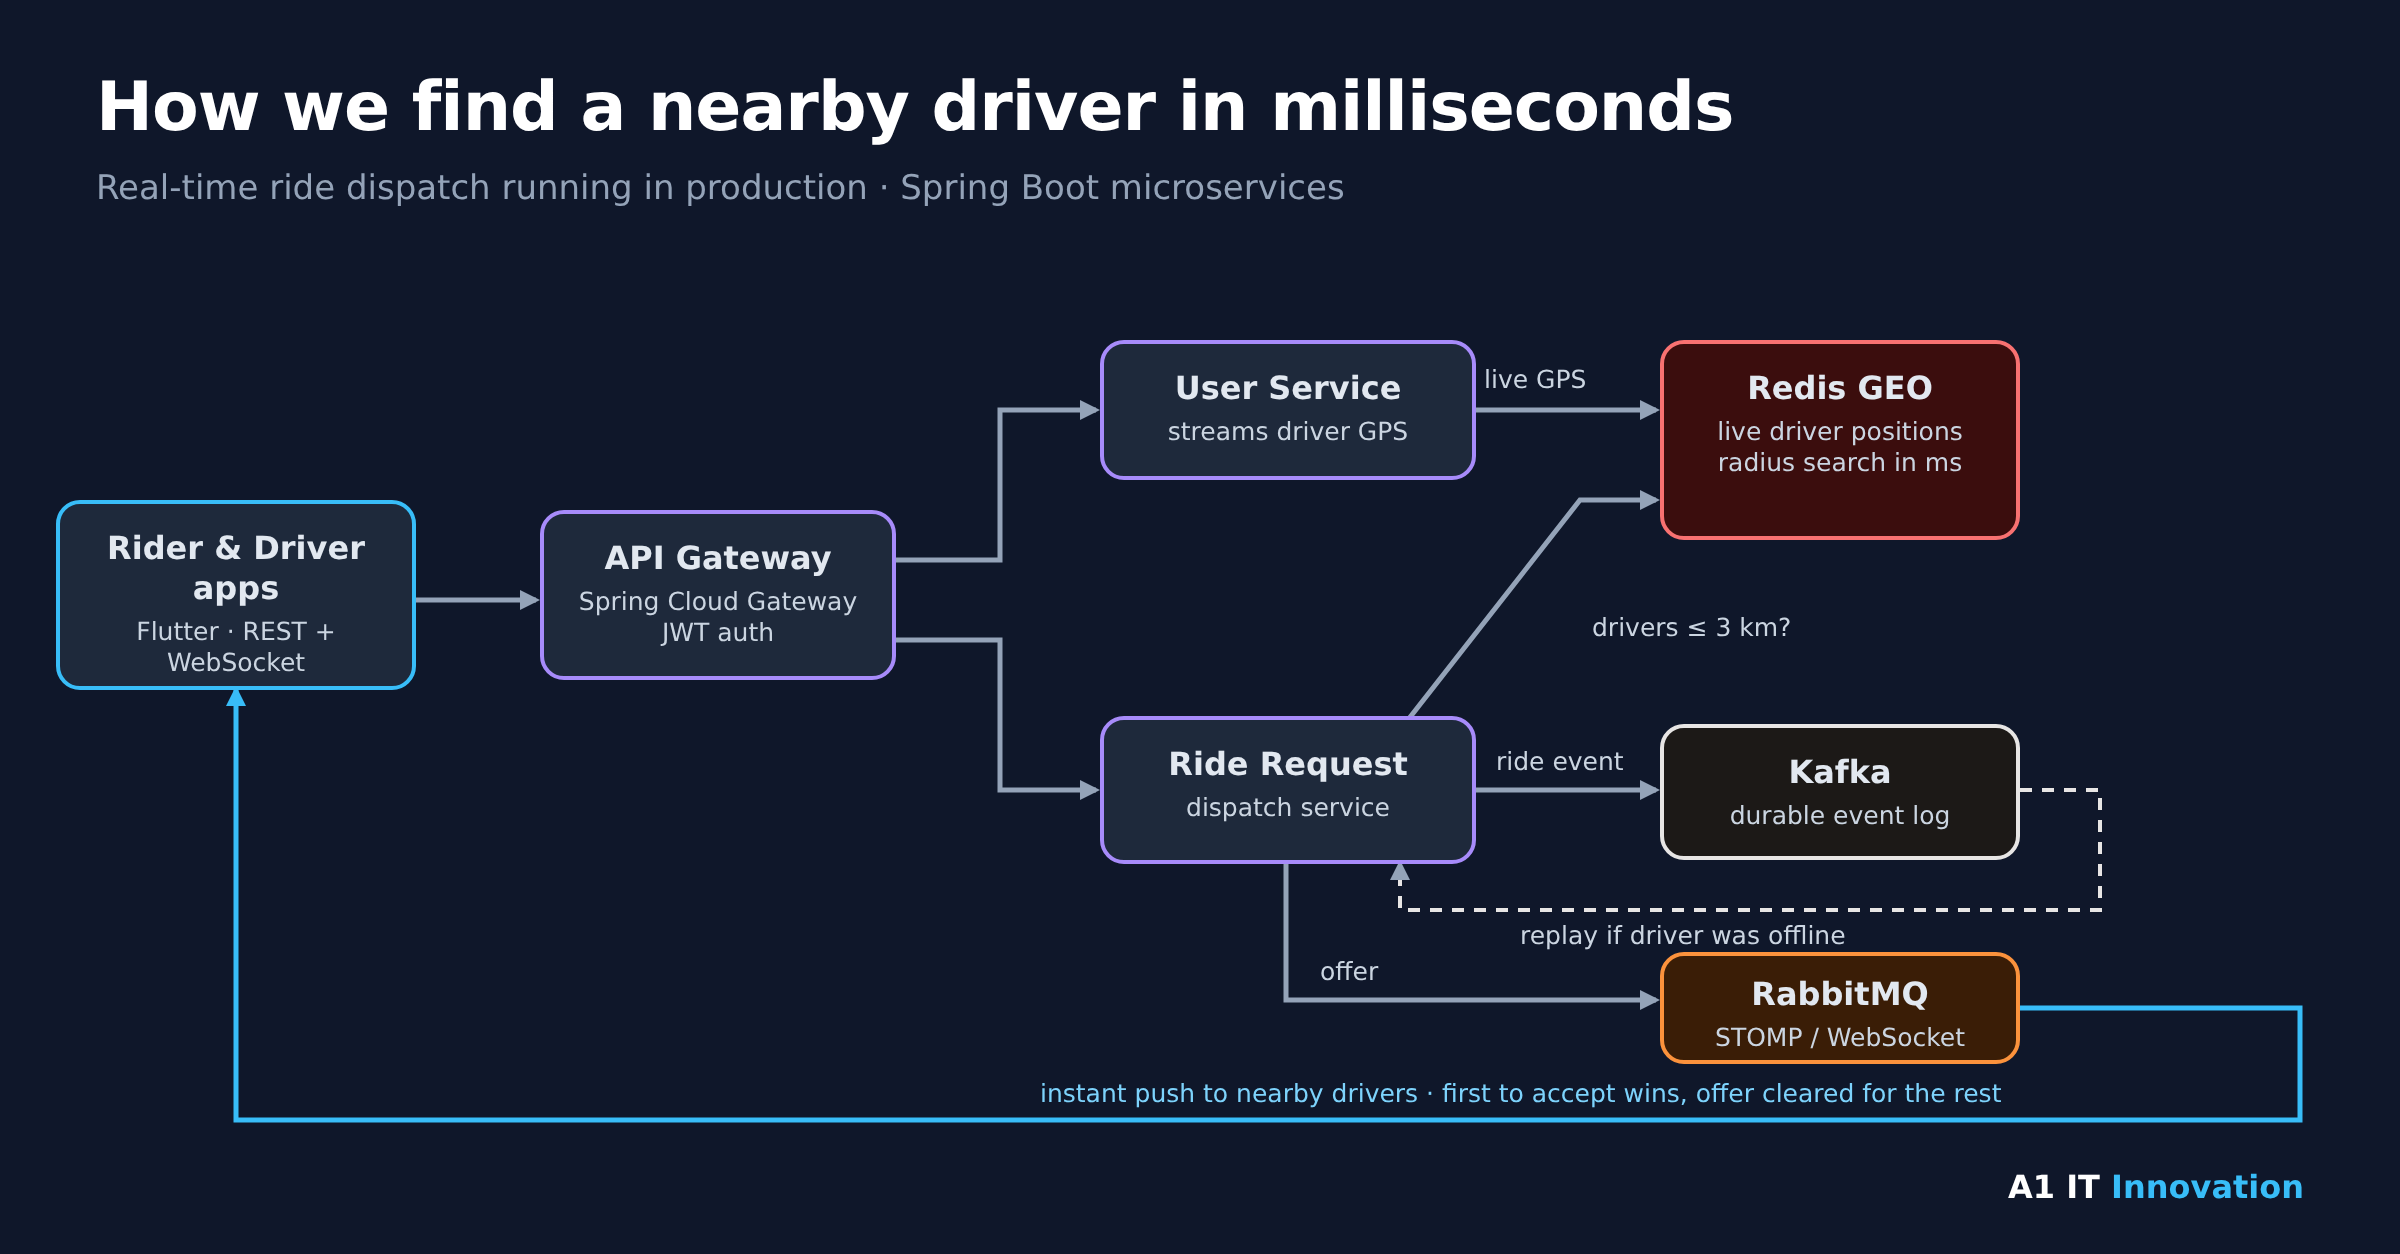 How we find a nearby driver in milliseconds
Real-time ride dispatch running in production · Spring Boot microservices
User Service
streams driver GPS
live GPS
Redis GEO
live driver positions
radius search in ms
Rider & Driver
apps
Flutter · REST +
WebSocket
API Gateway
Spring Cloud Gateway
JWT auth
drivers ≤ 3 km?
Ride Request
dispatch service
ride event
Kafka
durable event log
replay if driver was offline
offer
RabbitMQ
STOMP / WebSocket
instant push to nearby drivers · first to accept wins, offer cleared for the rest
A1 IT Innovation